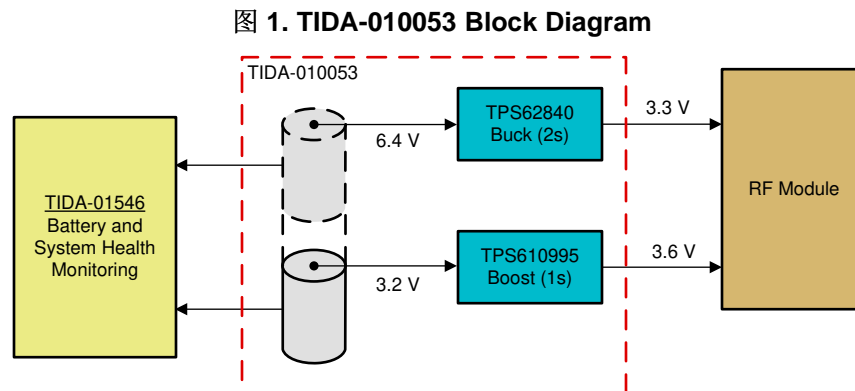 图 1. TIDA-010053 Block Diagram
TIDA-010053
TPS62840
Buck (2s)
6.4 V
3.3 V
TIDA-01546
Battery and
System Health
Monitoring
RF Module
TPS610995
Boost (1s)
3.2 V
3.6 V